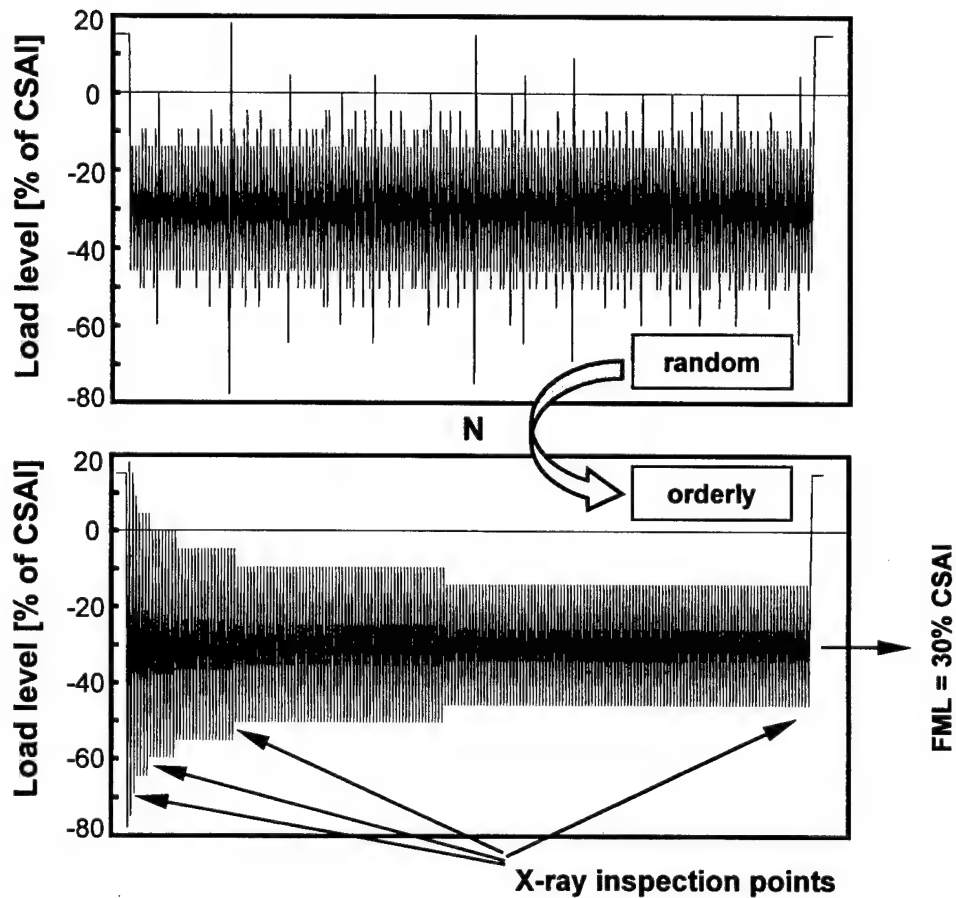 Load level [% of CSAI]
20
0
-20
-40
-60
-80
random
N
Load level [% of CSAI]
20
0
-20
-40
-60
-80
orderly
FML = 30% CSAI
X-ray inspection points